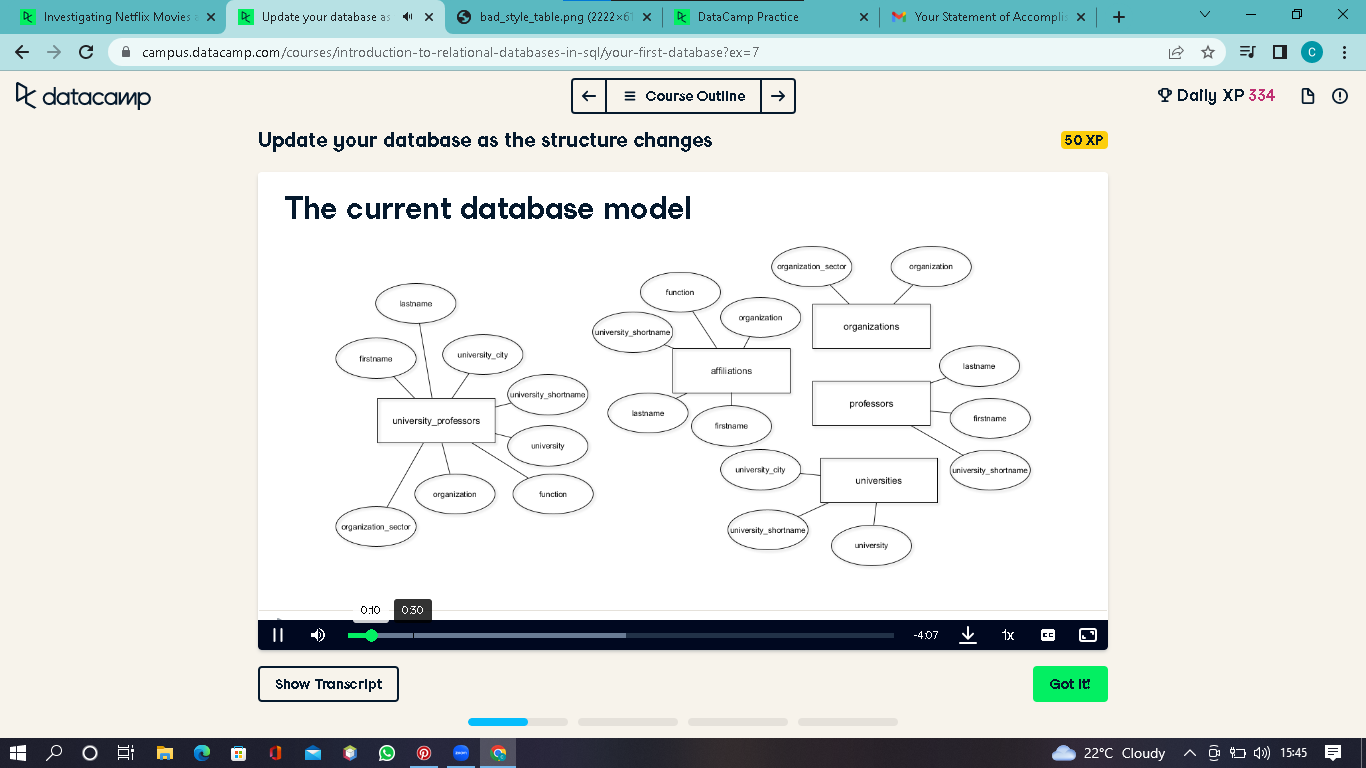 Investigating Netflix Movies
Update your database as
bad_style_table.png (2222×61
DataCamp Practice
Your Statement of Accomplis
campus.datacamp.com/courses/introduction-to-relational-databases-in-sql/your-first-database?ex=7
C
datacamp
Course Outline
Daily XP 334
Update your database as the structure changes
50 XP
The current database model
lastname
firstname
university_city
university_shortname
university_professors
university
organization
function
organization_sector
function
university_shortname
organization
affiliations
lastname
firstname
organization_sector
organization
organizations
lastname
professors
firstname
university_shortname
university_city
universities
university_shortname
university
0:10
0:30
-4:07
1x
CC
Show Transcript
Got it!
22°C Cloudy
15:45